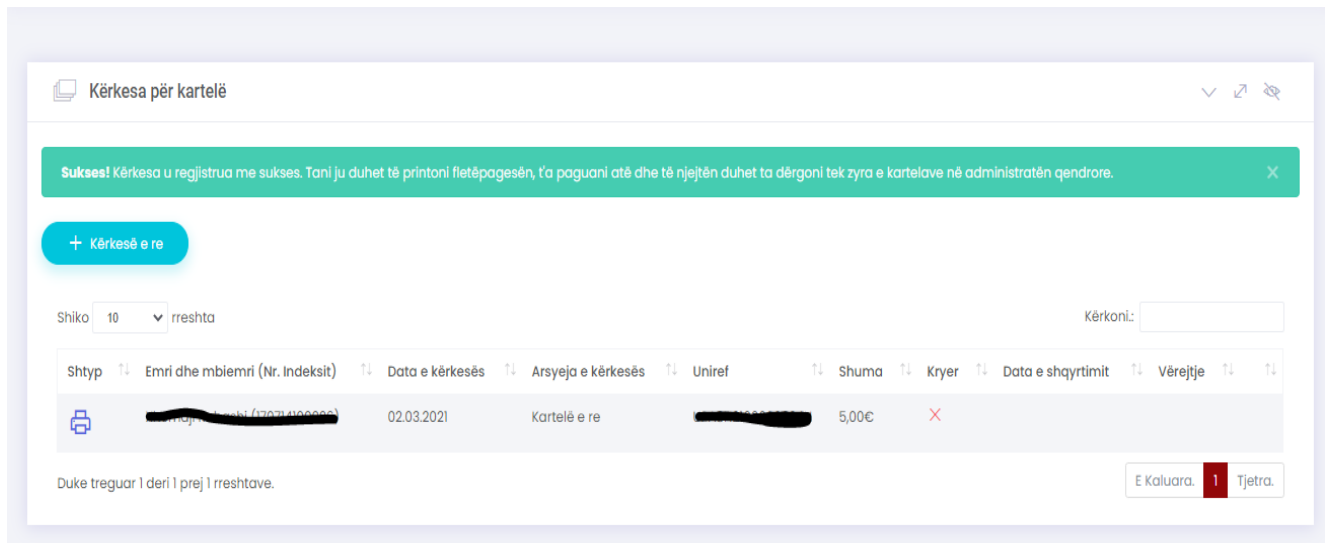 Kërkesa për kartelë
Sukses! Kërkesa u regjistrua me sukses. Tani ju duhet të printoni fletëpagesën, t'a paguani atë dhe të njejtën duhet ta dërgoni tek zyra e kartelave në administratën qendrore. X
+ Kërkesë e re
Shiko 10 rreshta Kërkoni.:
Shtyp Emri dhe mbiemri (Nr. Indeksit) Data e kërkesës Arsyeja e kërkesës Uniref Shuma Kryer Data e shqyrtimit Vërejtje
02.03.2021 Kartelë e re 5,00€ X
Duke treguar 1 deri 1 prej 1 rreshtave. E Kaluara. 1 Tjetra.